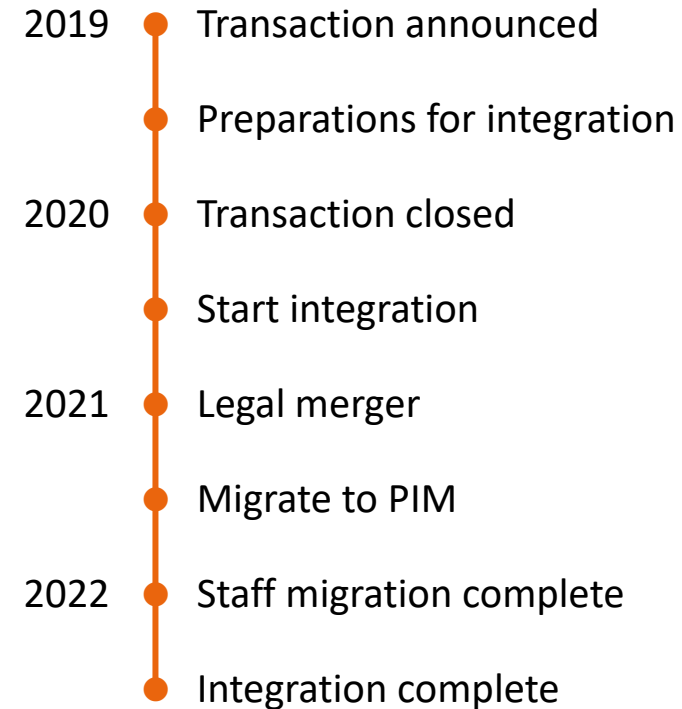 2019 Transaction announced
Preparations for integration
2020 Transaction closed
Start integration
2021 Legal merger
Migrate to PIM
2022 Staff migration complete
Integration complete